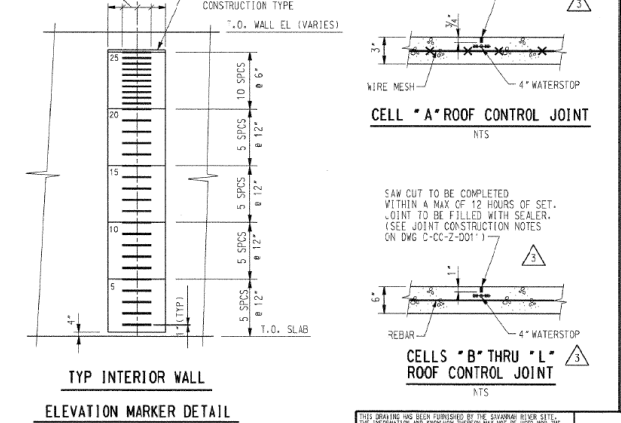 CONSTRUCTION TYPE
T.O. WALL EL (VARIES)
25
10 SPCS
@ 6"
20
5 SPCS
@ 12"
15
5 SPCS
@ 12"
10
5 SPCS
@ 12"
5
5 SPCS
@ 12"
1" (TYP)
4"
T.O. SLAB
TYP INTERIOR WALL
ELEVATION MARKER DETAIL
3
3/4"
3"
WIRE MESH
4" WATERSTOP
CELL "A" ROOF CONTROL JOINT
NTS
SAW CUT TO BE COMPLETED
WITHIN A MAX OF 12 HOURS OF SET.
JOINT TO BE FILLED WITH SEALER.
(SEE JOINT CONSTRUCTION NOTES
ON DWG C-CC-Z-001')
3
1"
6"
REBAR
4" WATERSTOP
CELLS "B" THRU "L"
ROOF CONTROL JOINT
3
NTS
THIS DRAWING HAS BEEN FURNISHED BY THE SAVANNAH RIVER SITE.